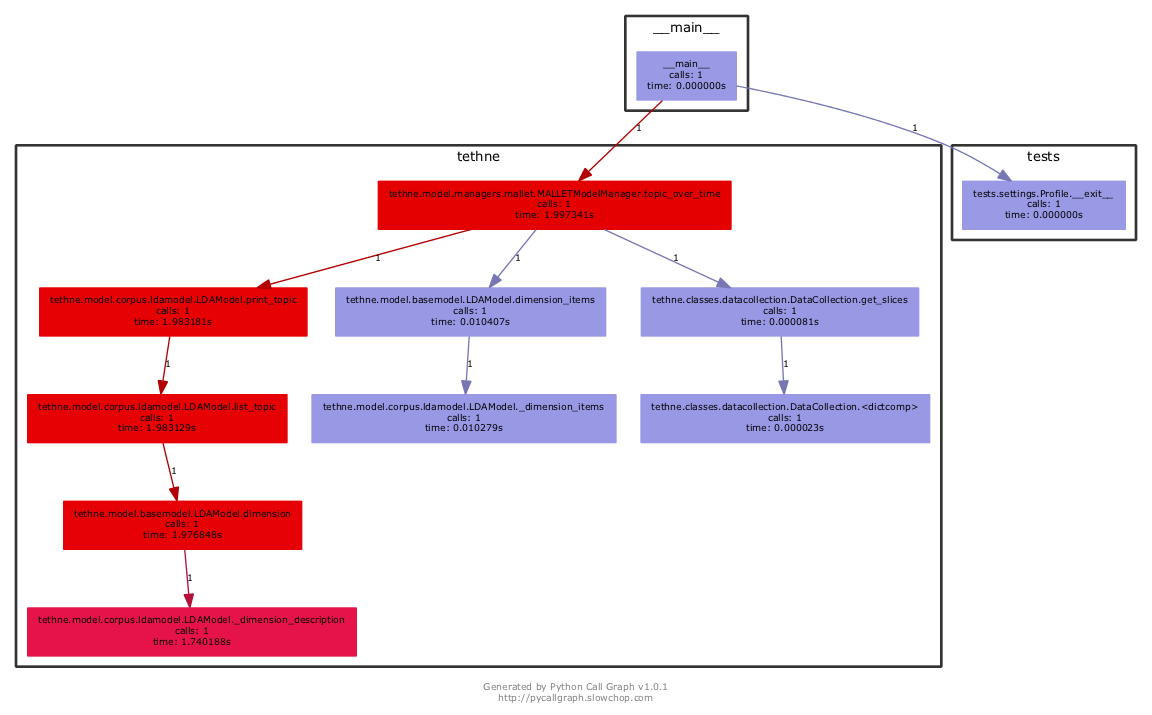 __main__
__main__
calls: 1
time: 0.000000s
1
1
tethne
tests
tethne.model.managers.mallet.MALLETModelManager.topic_over_time
calls: 1
time: 1.997341s
tests.settings.Profile.__exit__
calls: 1
time: 0.000000s
1
1
1
tethne.model.corpus.ldamodel.LDAModel.print_topic
calls: 1
time: 1.983181s
tethne.model.basemodel.LDAModel.dimension_items
calls: 1
time: 0.010407s
tethne.classes.datacollection.DataCollection.get_slices
calls: 1
time: 0.000081s
1
1
1
tethne.model.corpus.ldamodel.LDAModel.list_topic
calls: 1
time: 1.983129s
tethne.model.corpus.ldamodel.LDAModel._dimension_items
calls: 1
time: 0.010279s
tethne.classes.datacollection.DataCollection.<dictcomp>
calls: 1
time: 0.000023s
1
tethne.model.basemodel.LDAModel.dimension
calls: 1
time: 1.976848s
1
tethne.model.corpus.ldamodel.LDAModel._dimension_description
calls: 1
time: 1.740188s
Generated by Python Call Graph v1.0.1
http://pycallgraph.slowchop.com